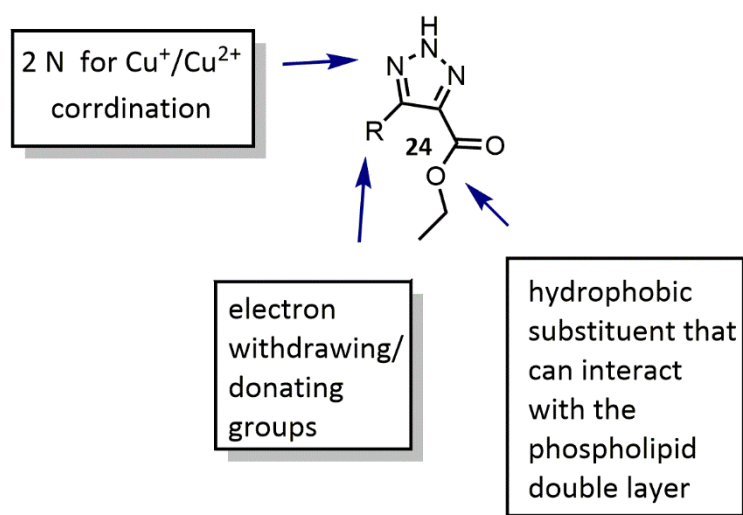 2 N for Cu⁺/Cu²⁺
corrdination
H
N
N
N
R
24
O
O
electron
withdrawing/
donating
groups
hydrophobic
substituent that
can interact
with the
phospholipid
double layer